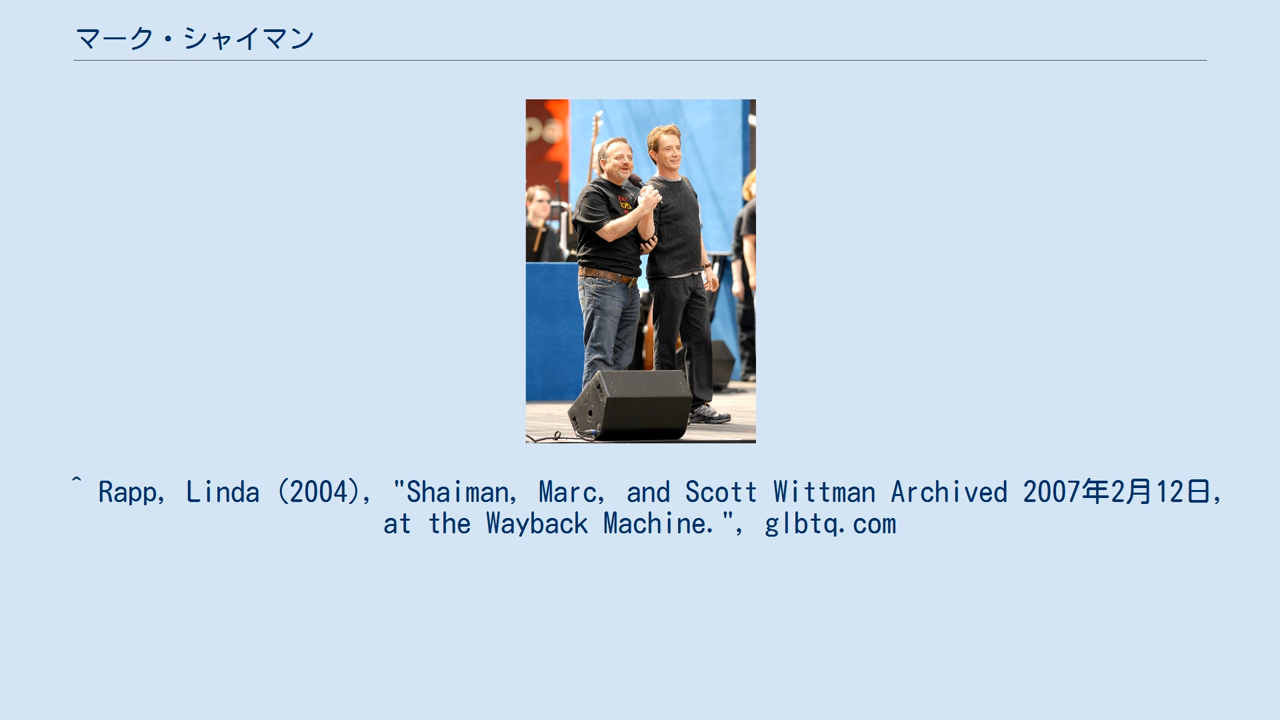 マーク・シャイマン
^ Rapp, Linda (2004), "Shaiman, Marc, and Scott Wittman Archived 2007年2月12日,
at the Wayback Machine.", glbtq.com